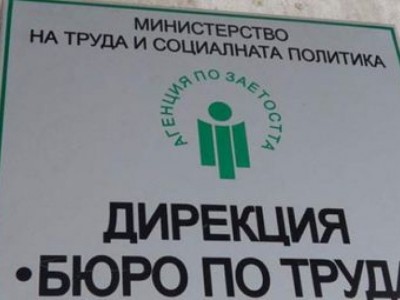 МИНИСТЕРСТВО
НА ТРУДА И СОЦИАЛНАТА ПОЛИТИКА
АГЕНЦИЯ ПО ЗАЕТОСТТА
ДИРЕКЦИЯ
•БЮРО ПО ТРУДА